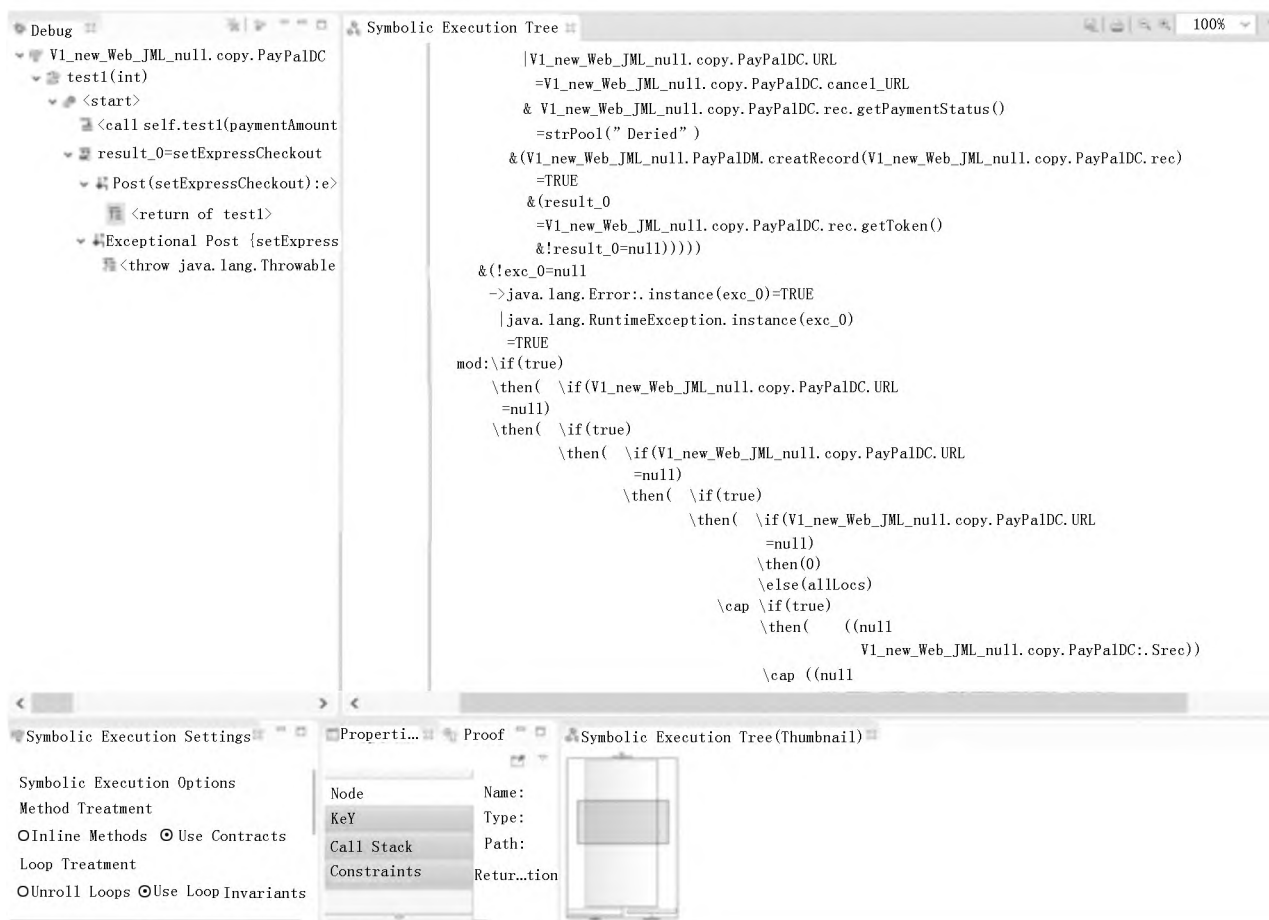 Debug
V1_new_Web_JML_null.copy.PayPalDC
test1(int)
<start>
<call self.test1(paymentAmount
result_0=setExpressCheckout
Post(setExpressCheckout):e>
<return of test1>
Exceptional Post {setExpress
<throw java.lang.Throwable
Symbolic Execution Tree
100%
|V1_new_Web_JML_null.copy.PayPalDC.URL
=V1_new_Web_JML_null.copy.PayPalDC.cancel_URL
& V1_new_Web_JML_null.copy.PayPalDC.rec.getPaymentStatus()
=strPool(”Deried”)
&(V1_new_Web_JML_null.PayPalDM.creatRecord(V1_new_Web_JML_null.copy.PayPalDC.rec)
=TRUE
&(result_0
=V1_new_Web_JML_null.copy.PayPalDC.rec.getToken()
&!result_0=null)))))
&(!exc_0=null
->java.lang.Error:.instance(exc_0)=TRUE
|java.lang.RuntimeException.instance(exc_0)
=TRUE
mod:\if(true)
\then( \if(V1_new_Web_JML_null.copy.PayPalDC.URL
=null)
\then( \if(true)
\then( \if(V1_new_Web_JML_null.copy.PayPalDC.URL
=null)
\then( \if(true)
\then( \if(V1_new_Web_JML_null.copy.PayPalDC.URL
=null)
\then(0)
\else(allLocs)
\cap \if(true)
\then( ((null
V1_new_Web_JML_null.copy.PayPalDC:.Srec))
\cap ((null
Symbolic Execution Settings
Symbolic Execution Options
Method Treatment
Inline Methods Use Contracts
Loop Treatment
Unroll Loops Use Loop Invariants
Properti... Proof
Node
KeY
Call Stack
Constraints
Name:
Type:
Path:
Retur...tion
Symbolic Execution Tree(Thumbnail)